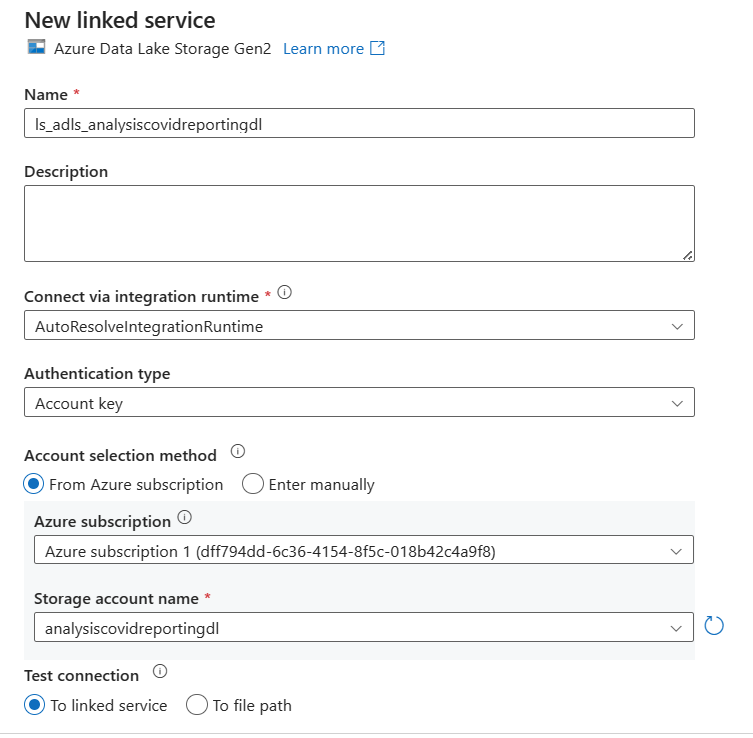 New linked service
Azure Data Lake Storage Gen2 Learn more
Name *
ls_adls_analysiscovidreportingdl
Description
Connect via integration runtime *
AutoResolveIntegrationRuntime
Authentication type
Account key
Account selection method
From Azure subscription Enter manually
Azure subscription
Azure subscription 1 (dff794dd-6c36-4154-8f5c-018b42c4a9f8)
Storage account name *
analysiscovidreportingdl
Test connection
To linked service To file path